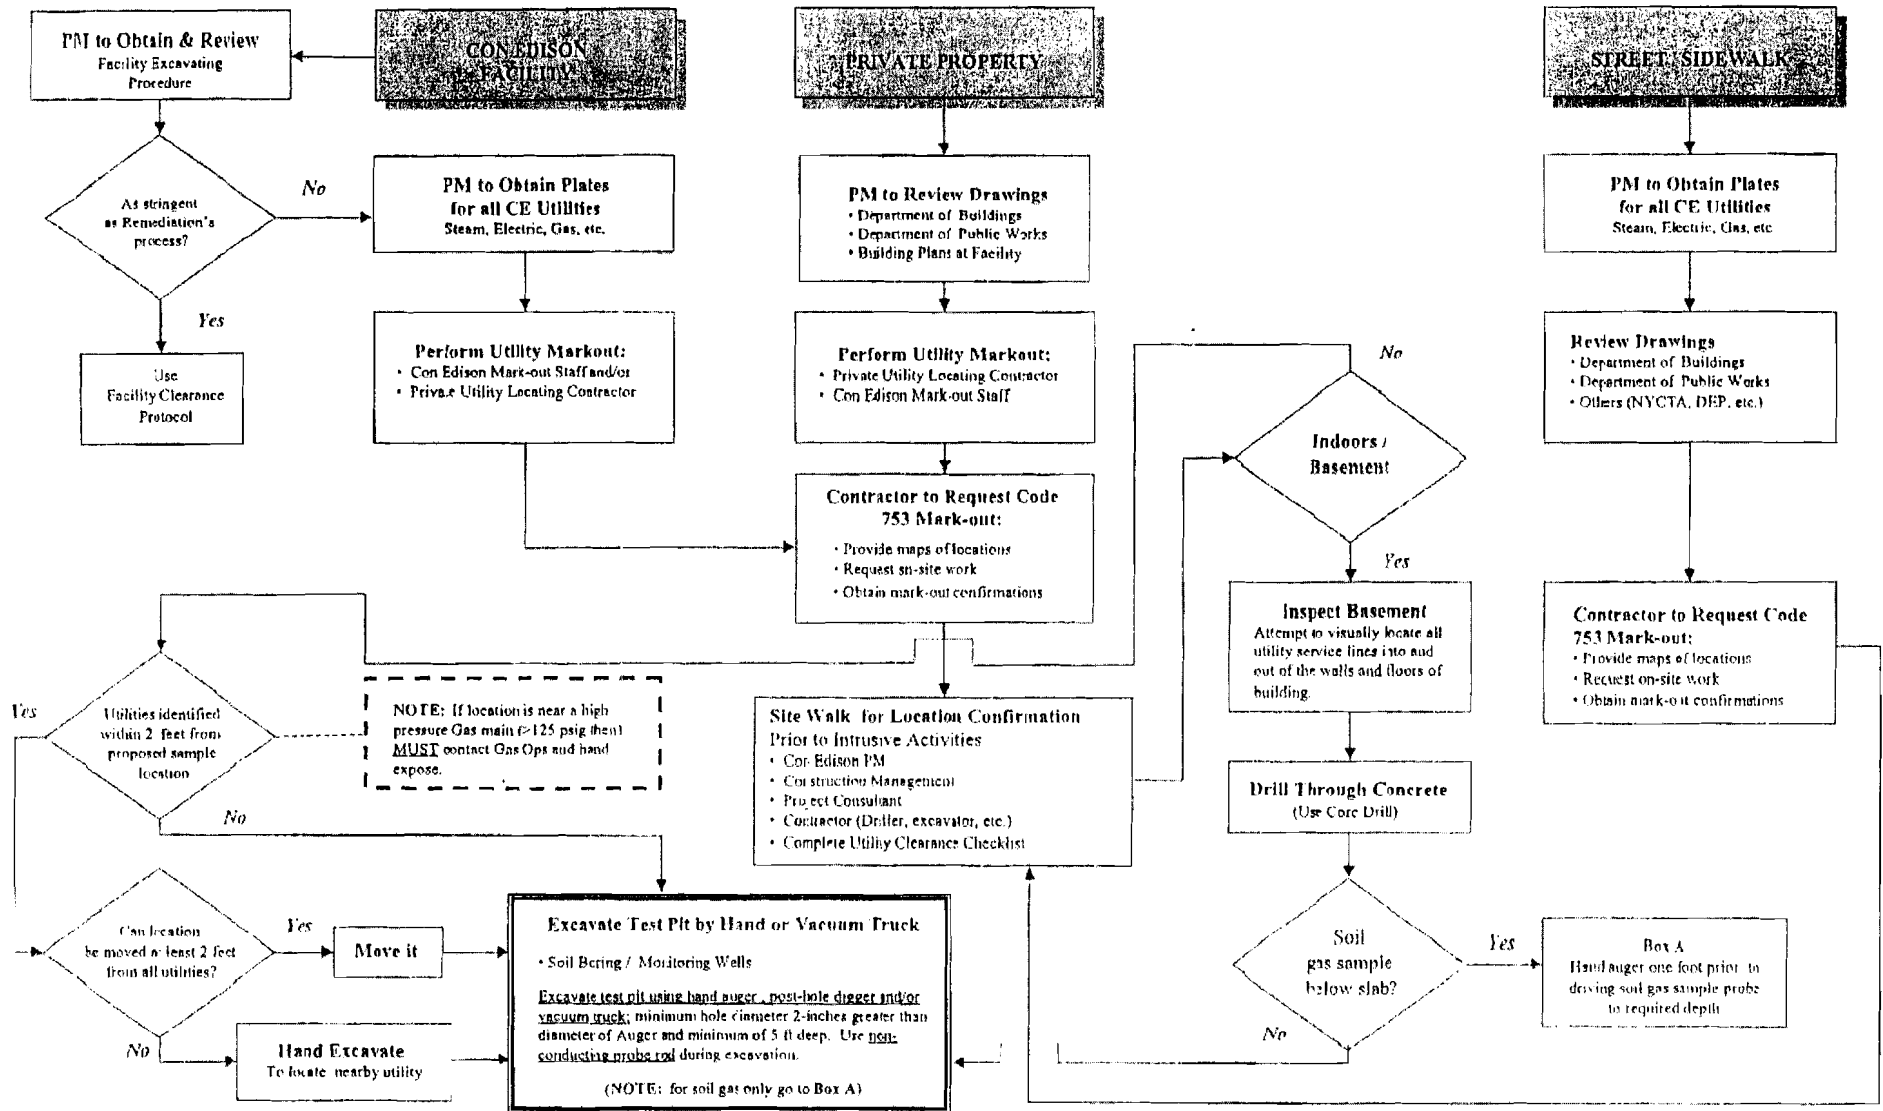 PM to Obtain & Review
Facility Excavating
Procedure
CON EDISON
FACILITY
PRIVATE PROPERTY
STREET / SIDEWALK
As stringent
as Remediation's
process?
No
Yes
Use
Facility Clearance
Protocol
PM to Obtain Plates
for all CE Utilities
Steam, Electric, Gas, etc.
Perform Utility Markout:
• Con Edison Mark-out Staff and/or
• Private Utility Locating Contractor
PM to Review Drawings
• Department of Buildings
• Department of Public Works
• Building Plans at Facility
Perform Utility Markout:
• Private Utility Locating Contractor
• Con Edison Mark-out Staff
Contractor to Request Code
753 Mark-out:
• Provide maps of locations
• Request on-site work
• Obtain mark-out confirmations
PM to Obtain Plates
for all CE Utilities
Steam, Electric, Gas, etc
Review Drawings
• Department of Buildings
• Department of Public Works
• Others (NYCTA, DEP, etc.)
Contractor to Request Code
753 Mark-out:
• Provide maps of locations
• Request on-site work
• Obtain mark-out confirmations
No
Indoors /
Basement
Yes
Inspect Basement
Attempt to visually locate all
utility service lines into and
out of the walls and floors of
building.
Drill Through Concrete
(Use Core Drill)
Soil
gas sample
below slab?
Yes
No
Box A
Hand auger one foot prior to
driving soil gas sample probe
to required depth
Site Walk for Location Confirmation
Prior to Intrusive Activities
• Con Edison PM
• Construction Management
• Project Consultant
• Contractor (Driller, excavator, etc.)
• Complete Utility Clearance Checklist
Yes
Utilities identified
within 2 feet from
proposed sample
location
No
NOTE: If location is near a high
pressure Gas main (>125 psig then)
MUST contact Gas Ops and hand
expose.
Can location
be moved at least 2 feet
from all utilities?
Yes
Move it
No
Hand Excavate
To locate nearby utility
Excavate Test Pit by Hand or Vacuum Truck
• Soil Boring / Monitoring Wells
Excavate test pit using hand auger, post-hole digger and/or
vacuum truck; minimum hole diameter 2-inches greater than
diameter of Auger and minimum of 5 ft deep. Use non-
conducting probe rod during excavation.
(NOTE: for soil gas only go to Box A)